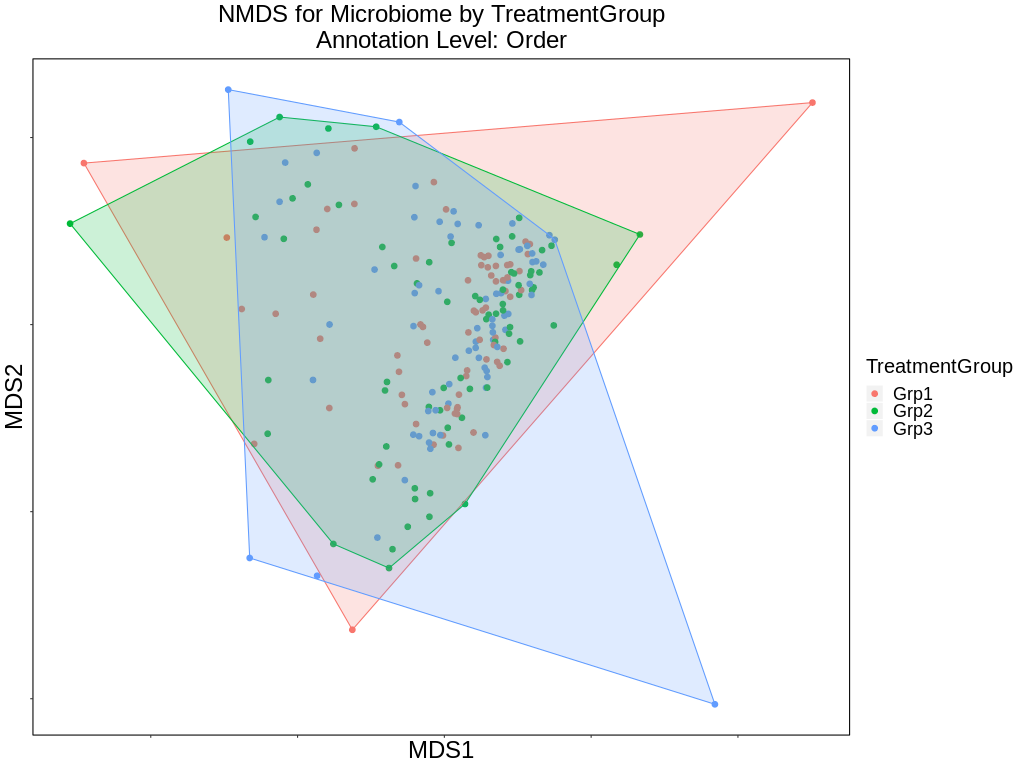 NMDS for Microbiome by TreatmentGroup
Annotation Level: Order
MDS2
MDS1
TreatmentGroup
Grp1
Grp2
Grp3